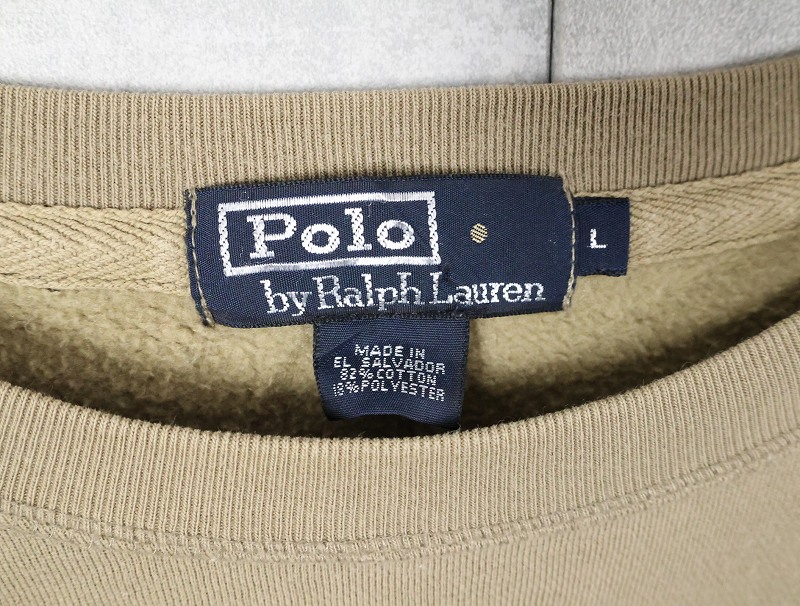 Polo
by Ralph Lauren
L
MADE IN
EL SALVADOR
82% COTTON
18% POLYESTER